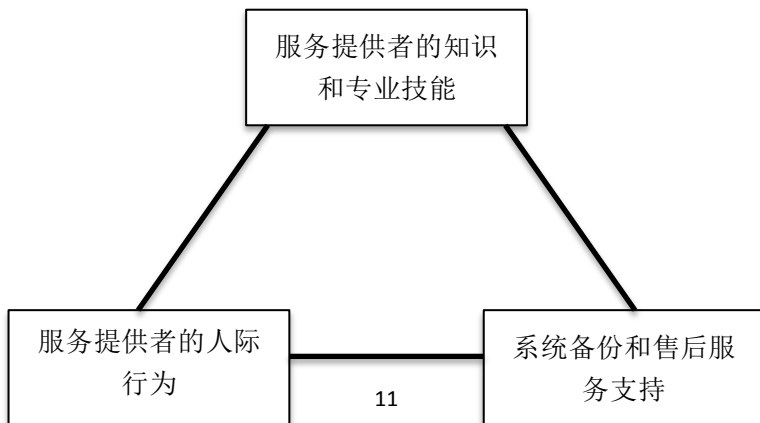 服务提供者的知识
和专业技能
服务提供者的人际
行为
系统备份和售后服
务支持
11